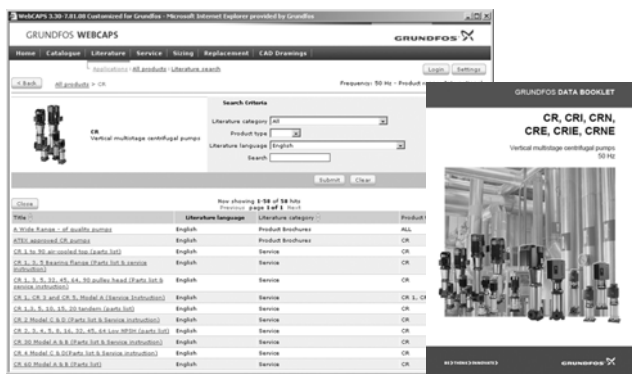 WebCAPS 3.30-7.01.08 Customized for Grundfos - Microsoft Internet Explorer provided by Grundfos
GRUNDFOS WEBCAPS
GRUNDFOS
Home Catalogue Literature Service Sizing Replacement CAD Drawings
Applications › All products › Literature search
Login Settings
< Back All products > CR
Frequency: 50 Hz - Product
Search Criteria
CR
Vertical multistage centrifugal pumps
Literature category All
Product type
Literature language English
Search
Submit Clear
Close
Now showing 1-58 of 58 hits
Previous page 1 of 1 Next
Title Literature language Literature category Product
A Wide Range - of quality pumps English Product Brochures ALL
ATEX approved CR pumps English Product Brochures CR
CR 1 to 90 air-cooled top (parts list) English Service CR
CR 1, 3, 5 Bearing flange (Parts list & service instruction) English Service CR
CR 1, 3, 5, 32, 45, 64, 90 pulley head (Parts list & service instruction) English Service CR
CR 1, CR 3 and CR 5, Model A (Service Instruction) English Service CR 1, CR
CR 1,3, 5, 10, 15, 20 tandem (parts list) English Service CR
CR 2 Model C & D (Parts list & Service instruction) English Service CR
CR 2, 3, 4, 5, 8, 16, 32, 45, 64 Low NPSH (parts list) English Service CR
CR 30 Model A & B (Parts list & Service instruction) English Service CR
CR 4 Model C & D(Parts list & Service instruction) English Service CR
CR 60 Model A & B (Parts list) English Service CR
GRUNDFOS DATA BOOKLET
CR, CRI, CRN,
CRE, CRIE, CRNE
Vertical multistage centrifugal pumps
50 Hz
BE > THINK > INNOVATE >
GRUNDFOS